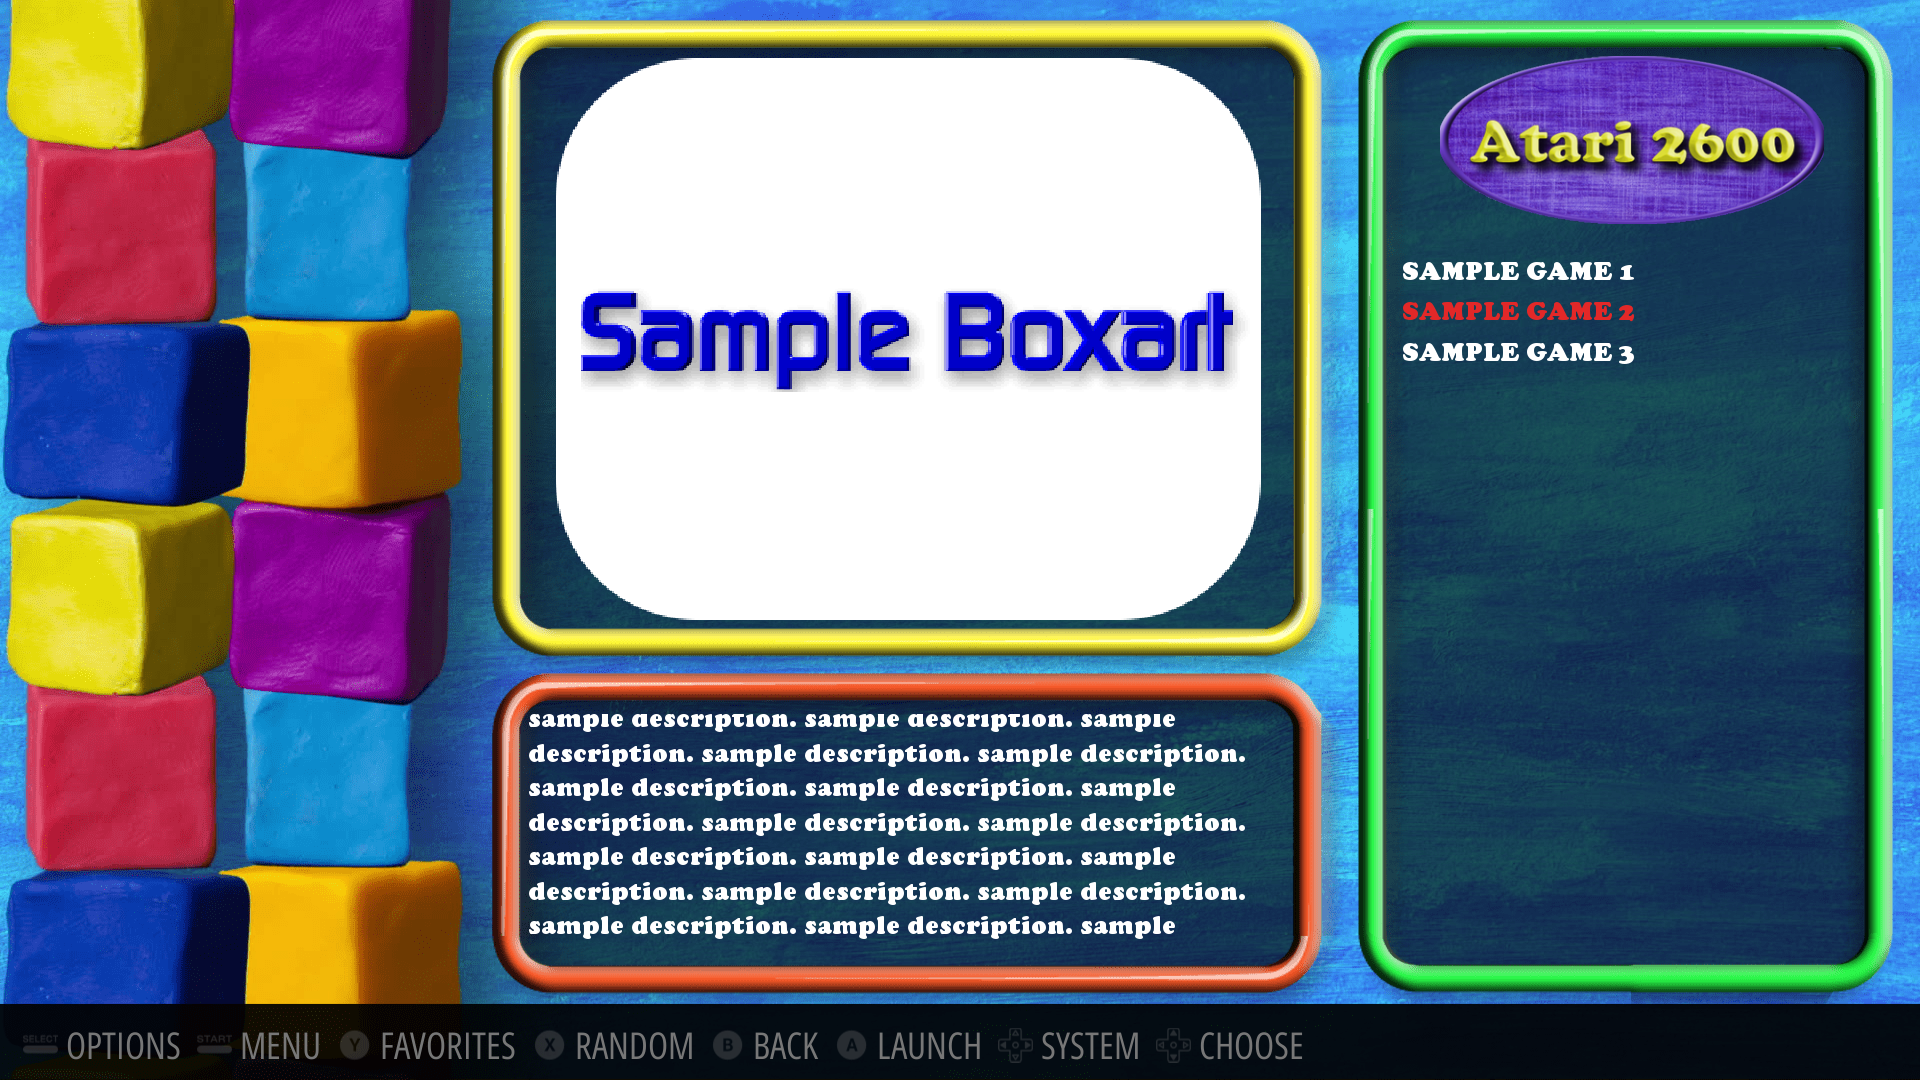 Sample Boxart
Atari 2600
SAMPLE GAME 1
SAMPLE GAME 2
SAMPLE GAME 3
sample description. sample description. sample
description. sample description. sample description.
sample description. sample description. sample
description. sample description. sample description.
sample description. sample description. sample
description. sample description. sample description.
sample description. sample description. sample
SELECT OPTIONS START MENU Y FAVORITES X RANDOM B BACK A LAUNCH SYSTEM CHOOSE